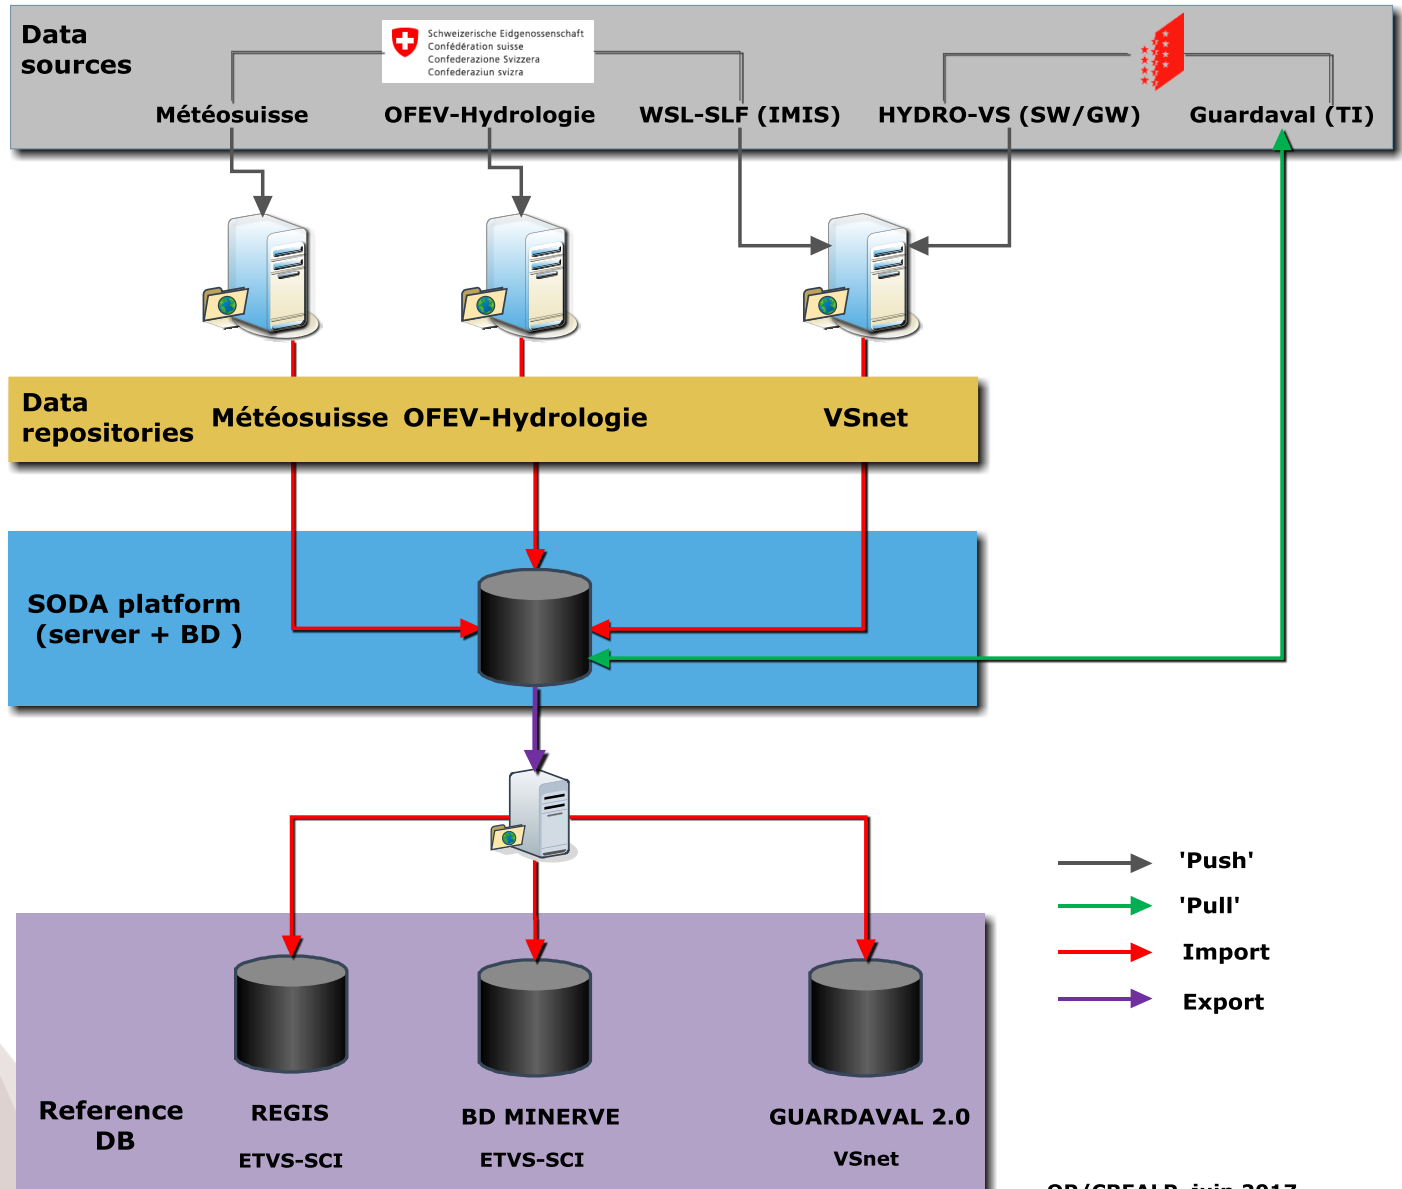 Data
sources
Schweizerische Eidgenossenschaft
Confédération suisse
Confederazione Svizzera
Confederaziun svizra
Météosuisse
OFEV-Hydrologie
WSL-SLF (IMIS)
HYDRO-VS (SW/GW)
Guardaval (TI)
Data
repositories
Météosuisse
OFEV-Hydrologie
VSnet
SODA platform
(server + BD )
'Push'
'Pull'
Import
Export
Reference
DB
REGIS
ETVS-SCI
BD MINERVE
ETVS-SCI
GUARDAVAL 2.0
VSnet
juin 2017